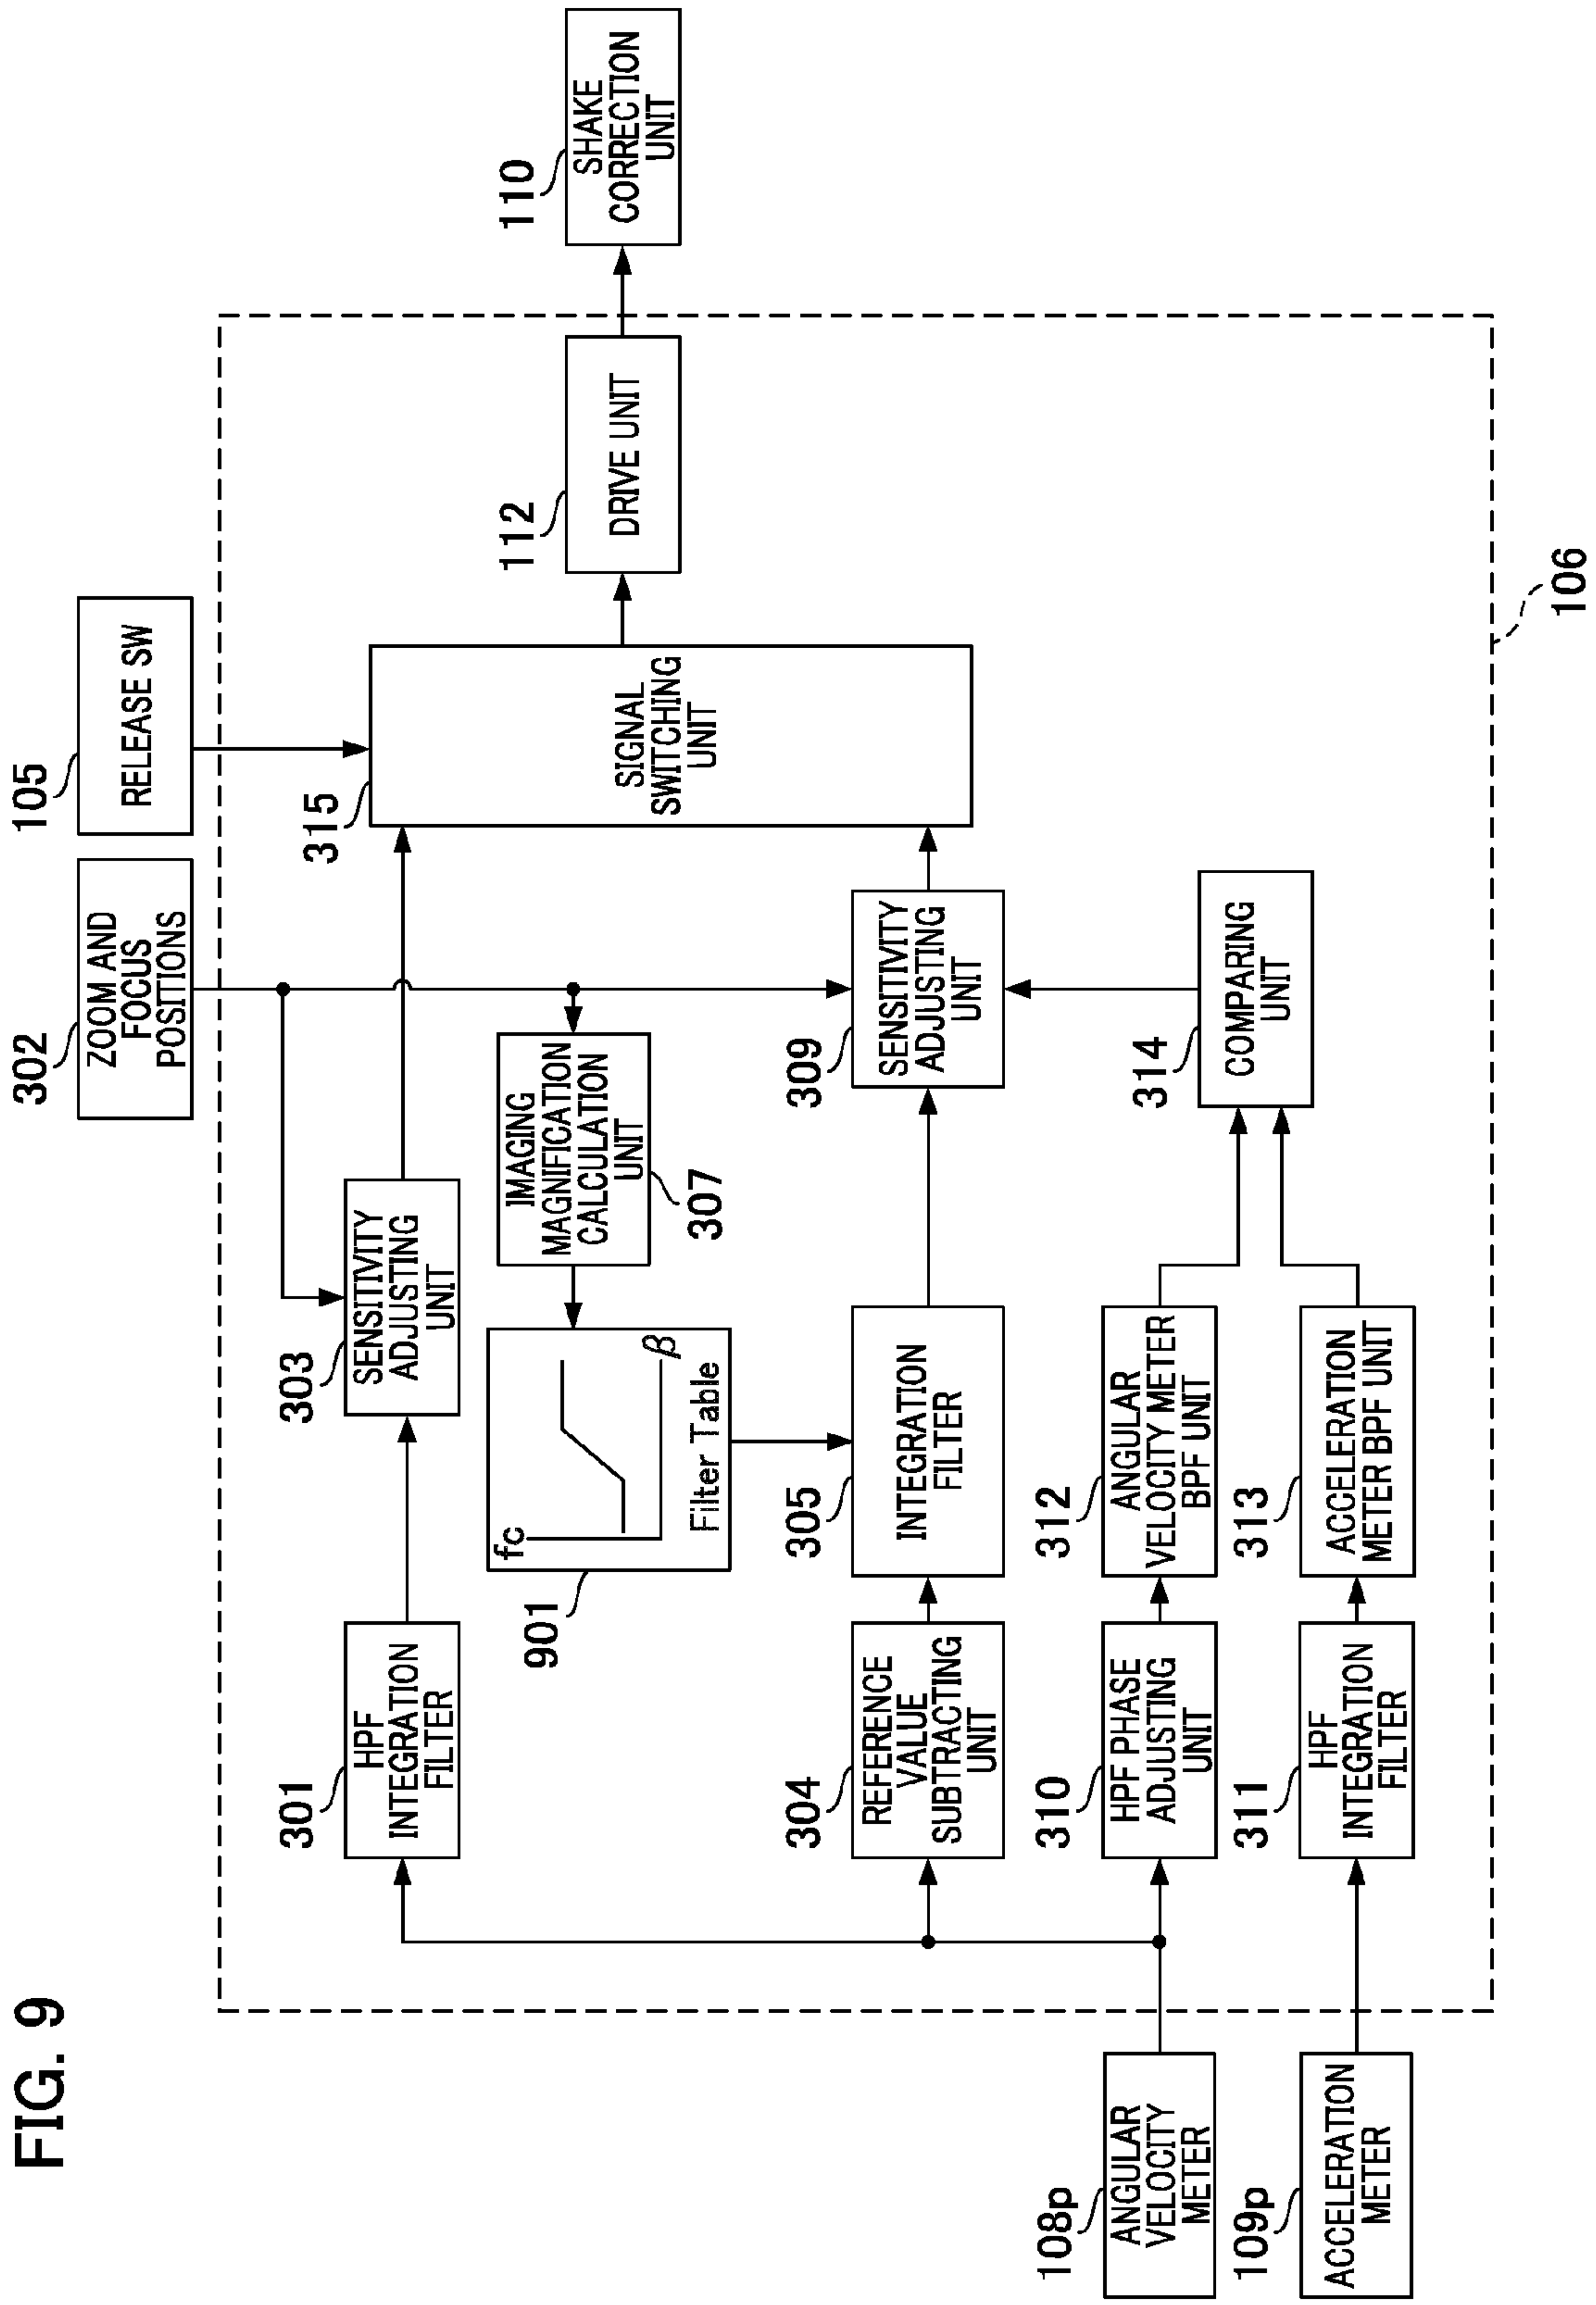 FIG. 9
302
ZOOM AND
FOCUS
POSITIONS
105
RELEASE SW
301
HPF
INTEGRATION
FILTER
303
SENSITIVITY
ADJUSTING
UNIT
315
SIGNAL
SWITCHING
UNIT
112
DRIVE UNIT
110
SHAKE
CORRECTION
UNIT
901
fc
β
Filter Table
IMAGING
MAGNIFICATION
CALCULATION
UNIT
307
304
REFERENCE
VALUE
SUBTRACTING
UNIT
305
INTEGRATION
FILTER
309
SENSITIVITY
ADJUSTING
UNIT
108p
ANGULAR
VELOCITY
METER
310
HPF PHASE
ADJUSTING
UNIT
312
ANGULAR
VELOCITY METER
BPF UNIT
314
COMPARING
UNIT
109p
ACCELERATION
METER
311
HPF
INTEGRATION
FILTER
313
ACCELERATION
METER BPF UNIT
106